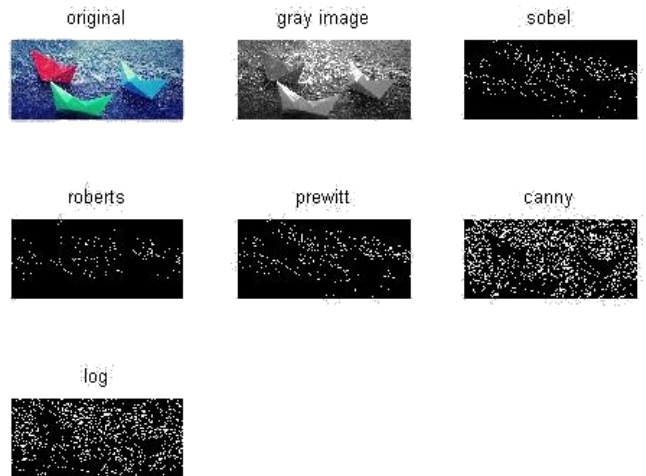 original
gray image
sobel
roberts
prewitt
canny
log